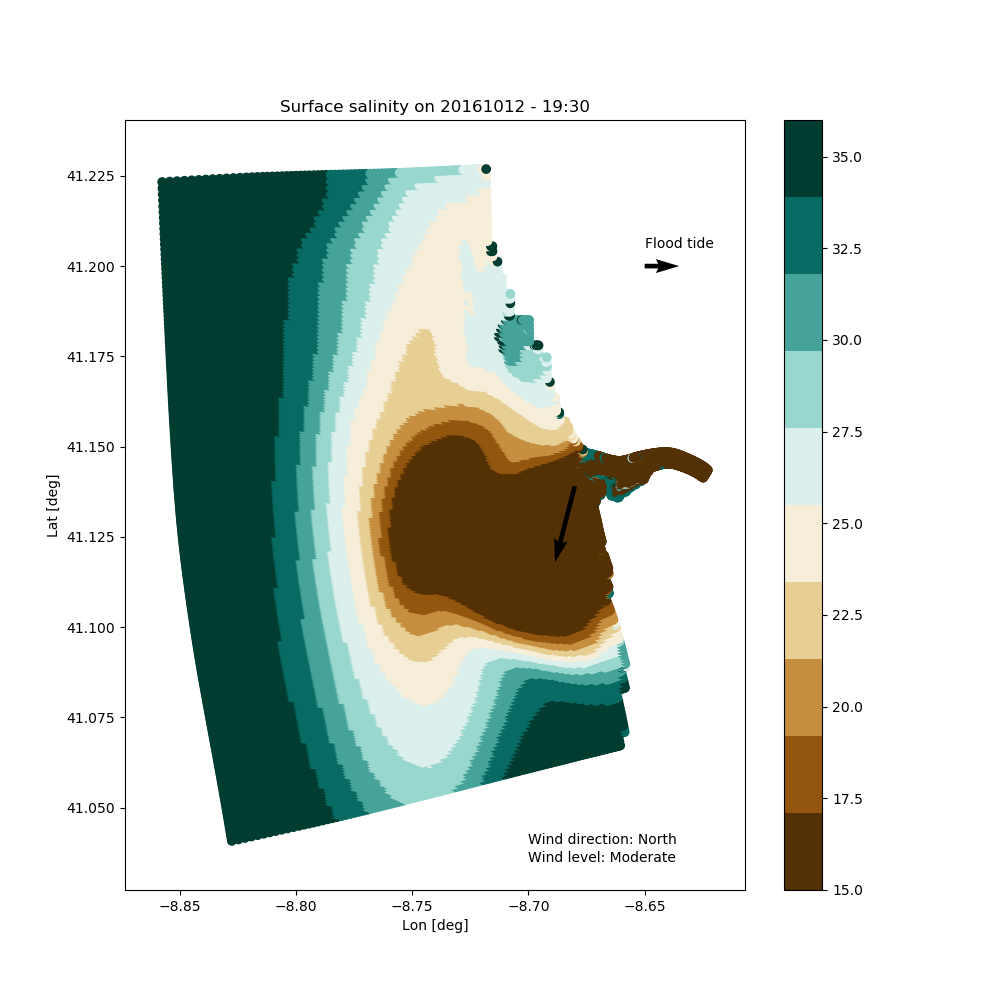 Surface salinity on 20161012 - 19:30
41.225
41.200
41.175
41.150
41.125
41.100
41.075
41.050
Lat [deg]
Flood tide
Wind direction: North
Wind level: Moderate
−8.85 −8.80 −8.75 −8.70 −8.65
Lon [deg]
35.0
32.5
30.0
27.5
25.0
22.5
20.0
17.5
15.0